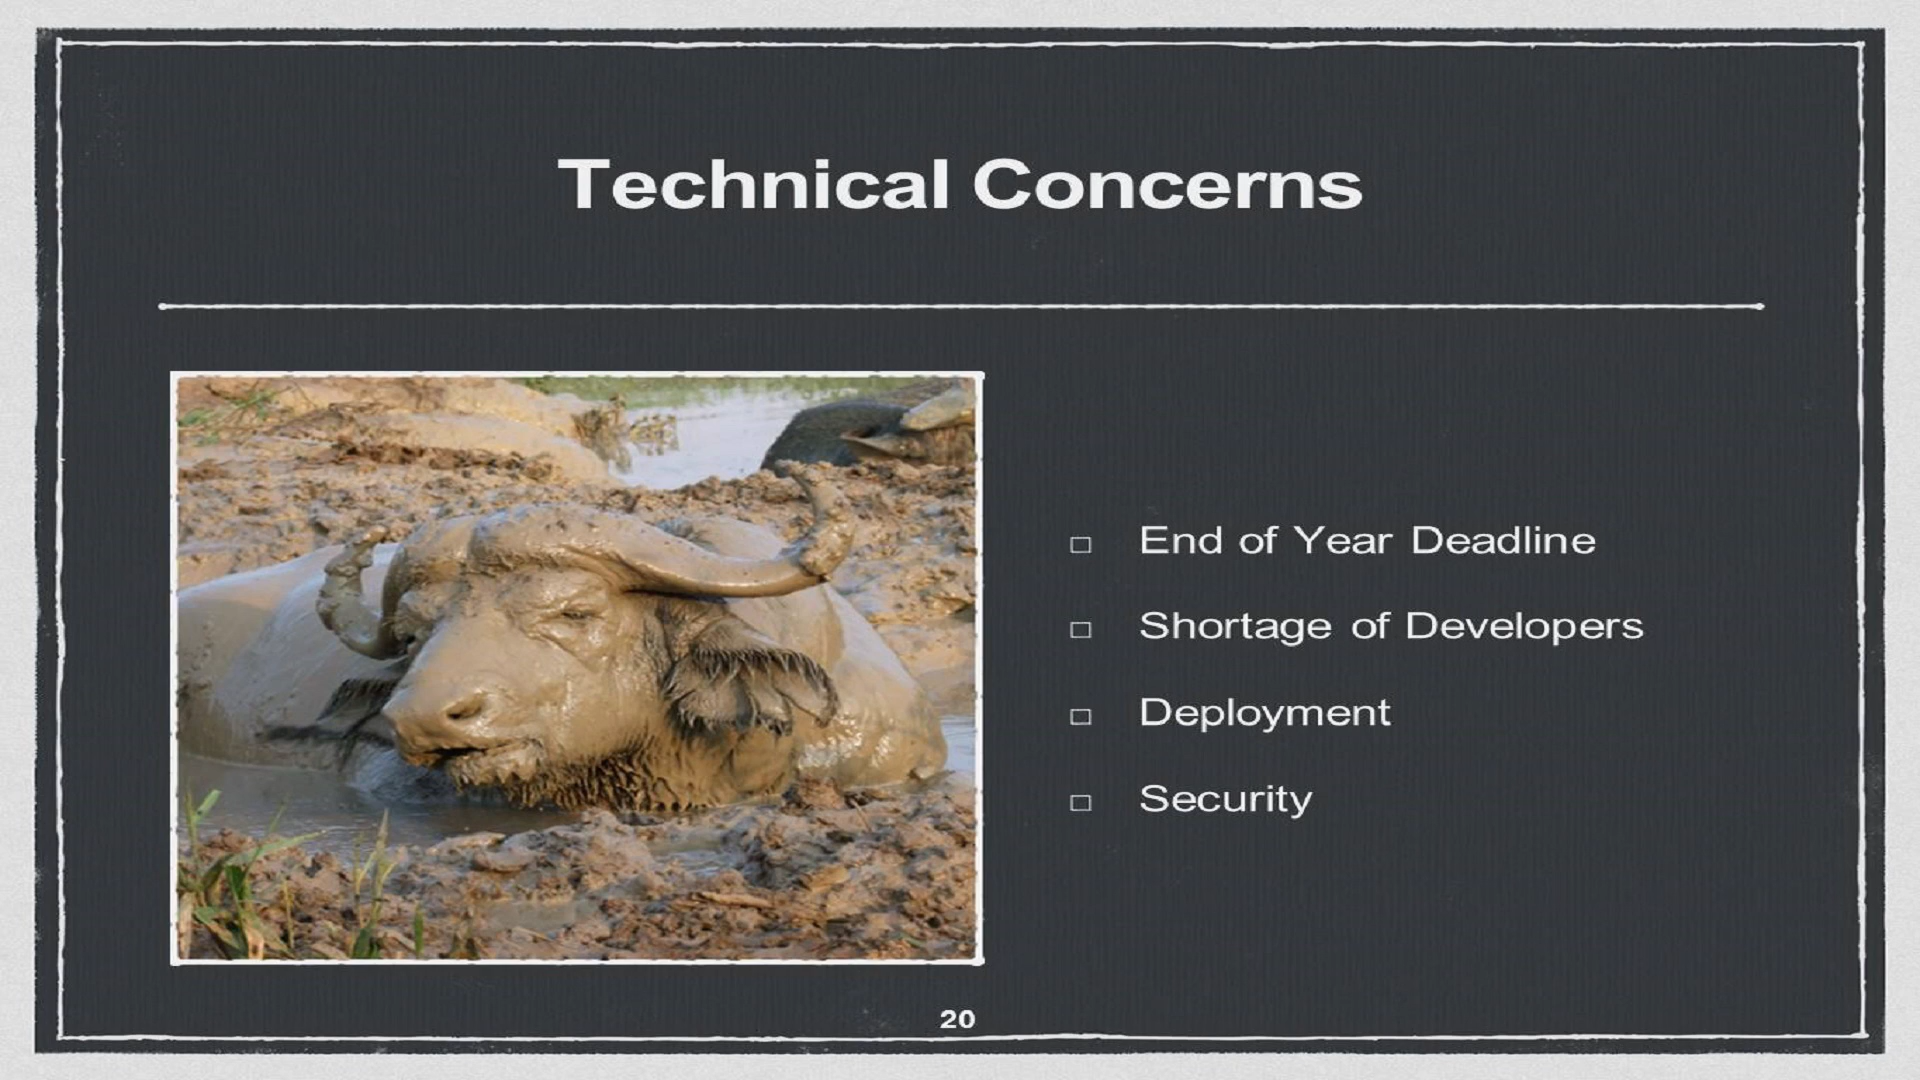 Technical Concerns
End of Year Deadline
Shortage of Developers
Deployment
Security
20